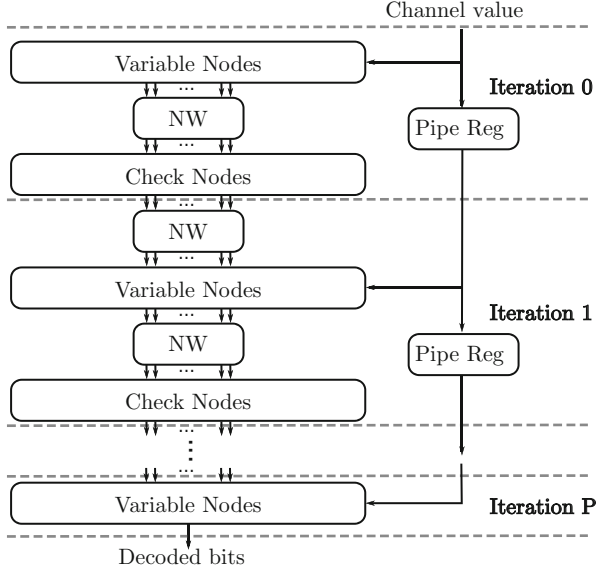 Channel value
Variable Nodes
...
Iteration 0
NW
Pipe Reg
...
Check Nodes
...
NW
...
Variable Nodes
...
Iteration 1
NW
Pipe Reg
...
Check Nodes
...
...
Variable Nodes
Iteration P
Decoded bits